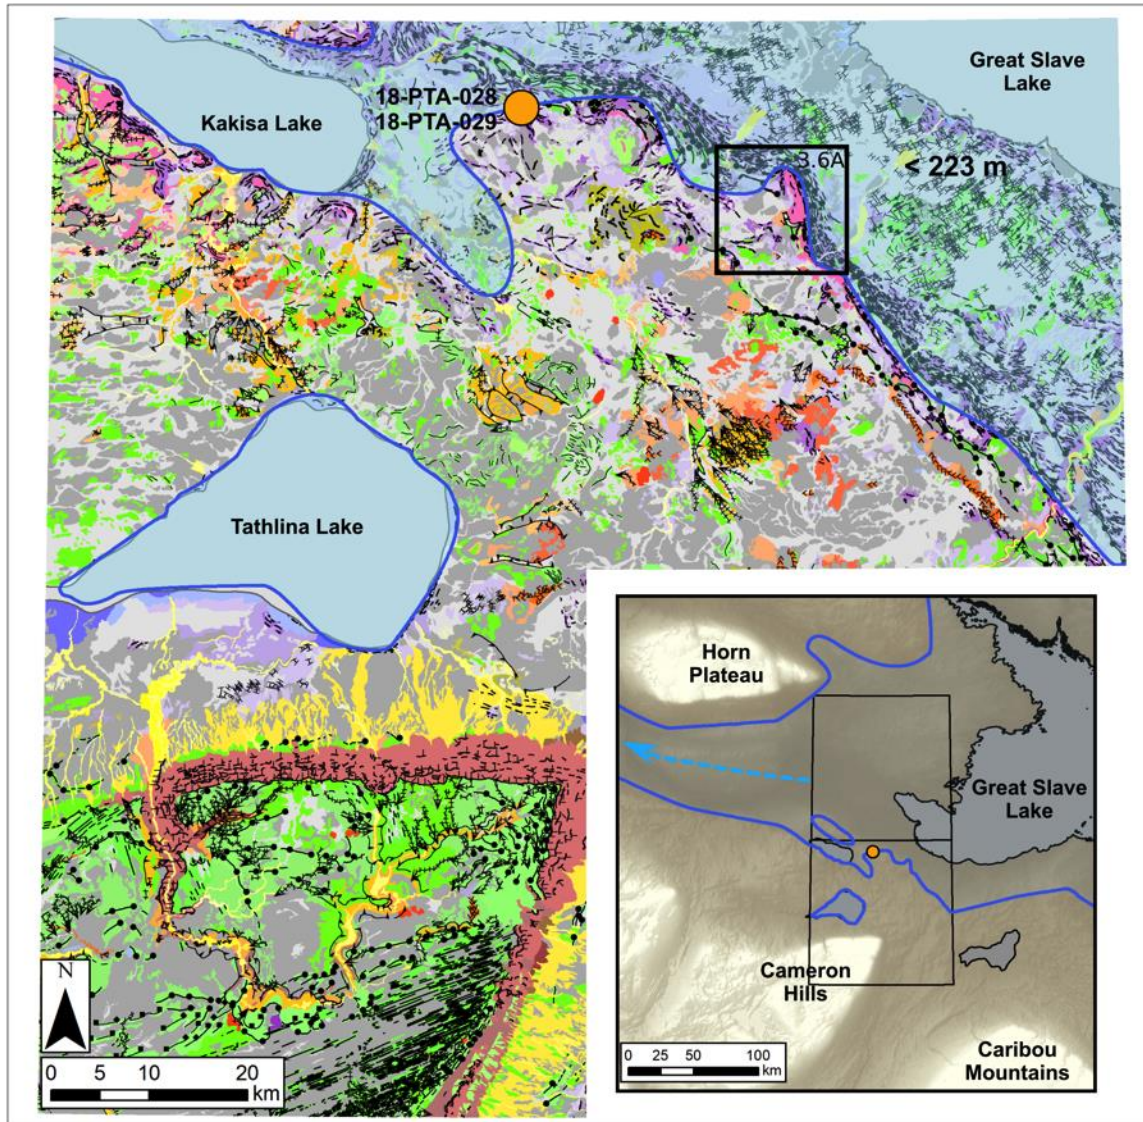 Great Slave
Lake
18-PTA-028
18-PTA-029
Kakisa Lake
3.6A
< 223 m
Tathlina Lake
Horn
Plateau
Great Slave
Lake
Cameron
Hills
Caribou
Mountains
0 25 50 100
km
N
0 5 10 20
km